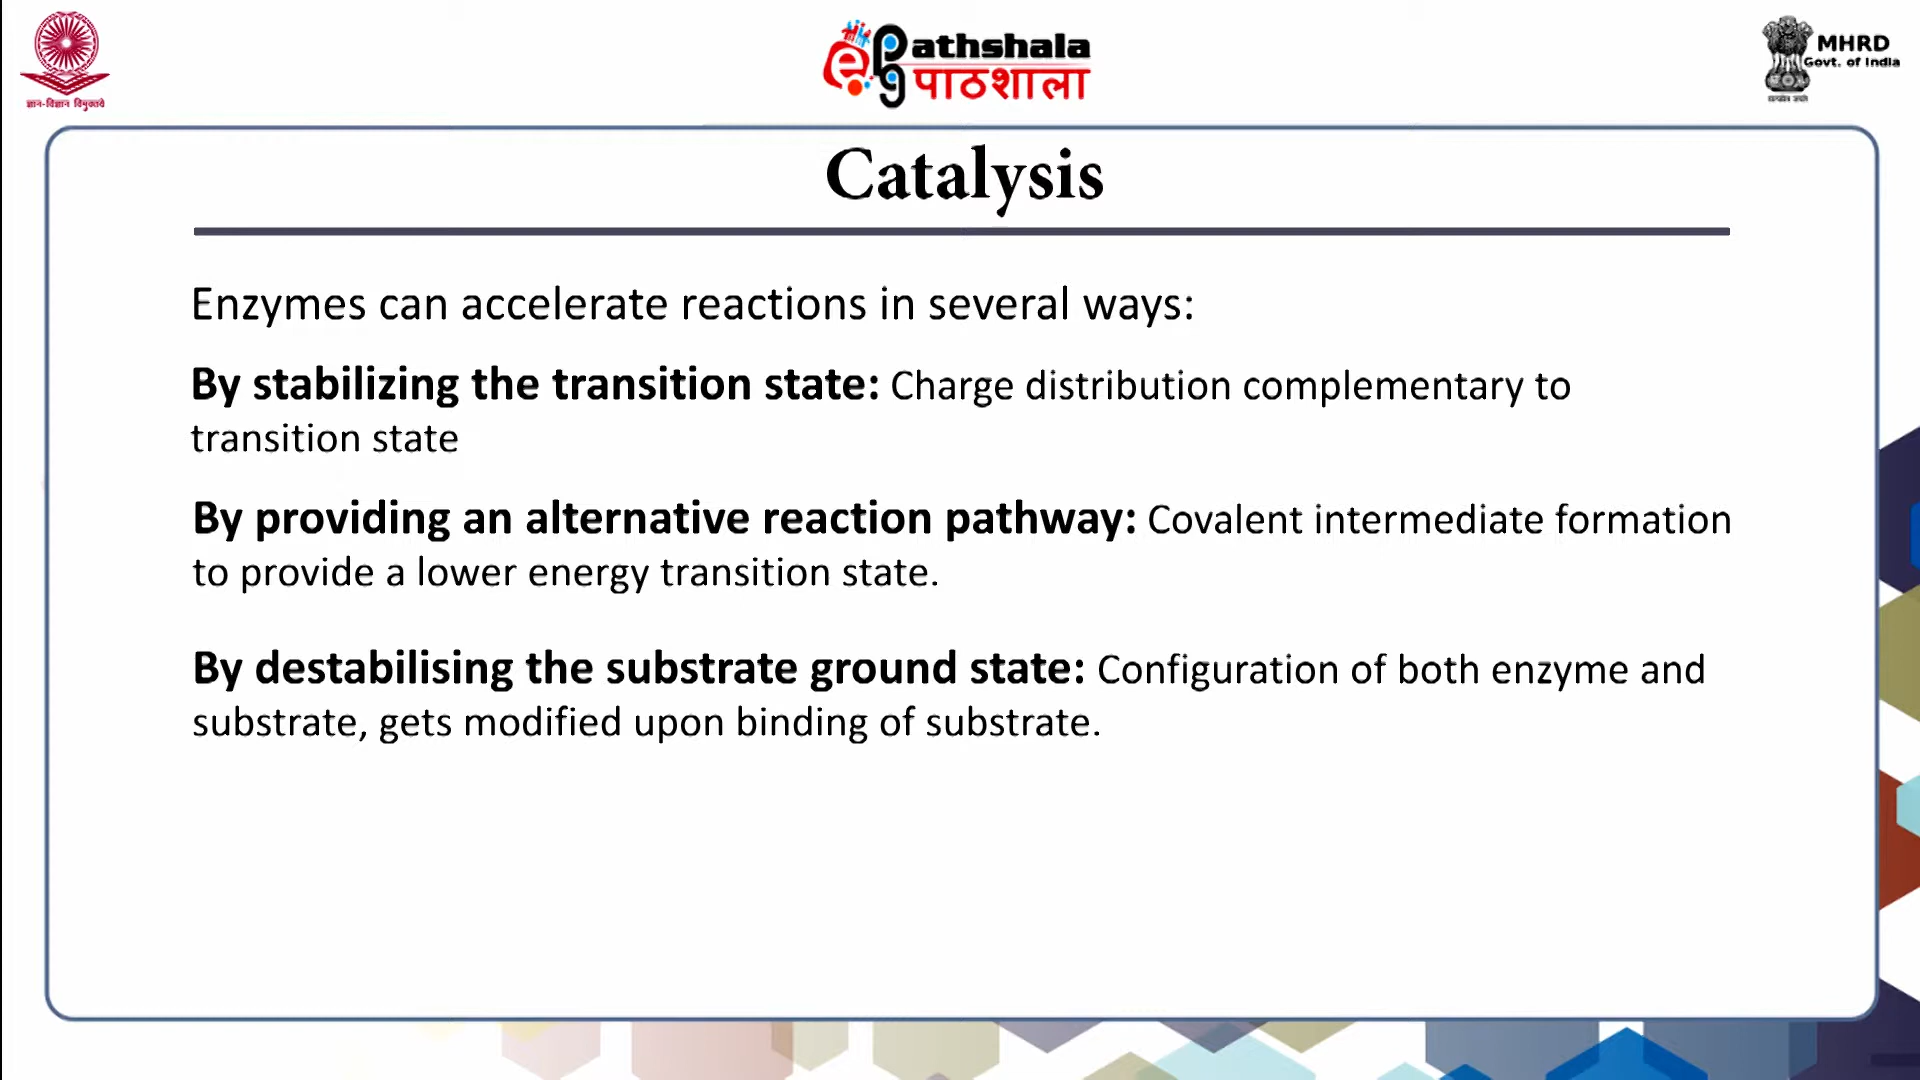 ज्ञान-विज्ञान विमुक्तये
ePathshala
पाठशाला
MHRD
Govt. of India
Catalysis
Enzymes can accelerate reactions in several ways:
By stabilizing the transition state: Charge distribution complementary to
transition state
By providing an alternative reaction pathway: Covalent intermediate formation
to provide a lower energy transition state.
By destabilising the substrate ground state: Configuration of both enzyme and
substrate, gets modified upon binding of substrate.